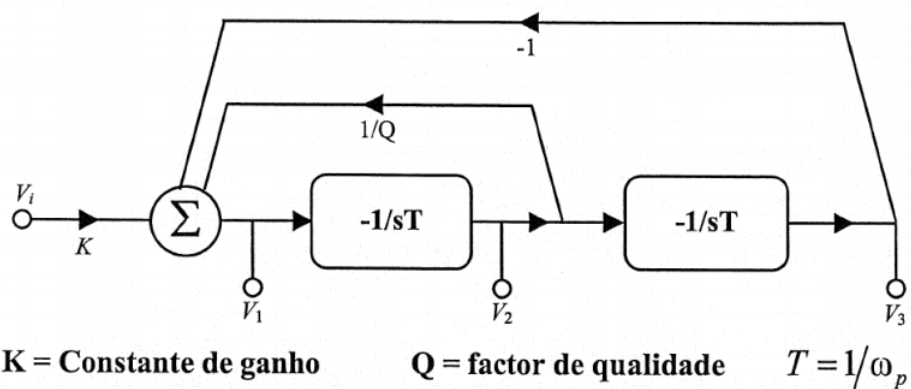 -1
1/Q
V_i
K
Σ
-1/sT
-1/sT
V_1
V_2
V_3
K = Constante de ganho
Q = factor de qualidade
T = 1/ω_p